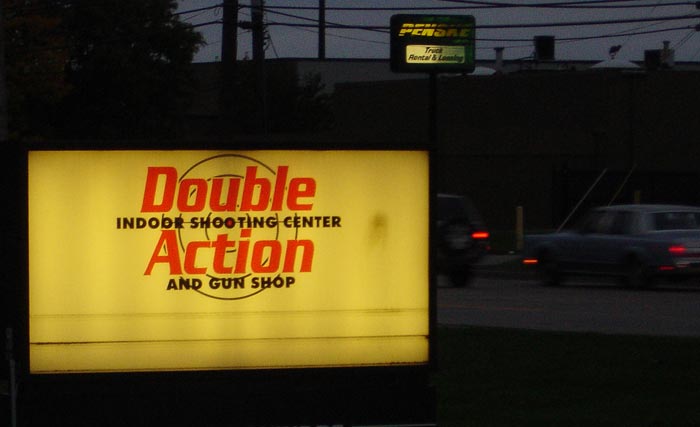 PENSKE
Truck
Rental & Leasing
Double
INDOOR SHOOTING CENTER
Action
AND GUN SHOP